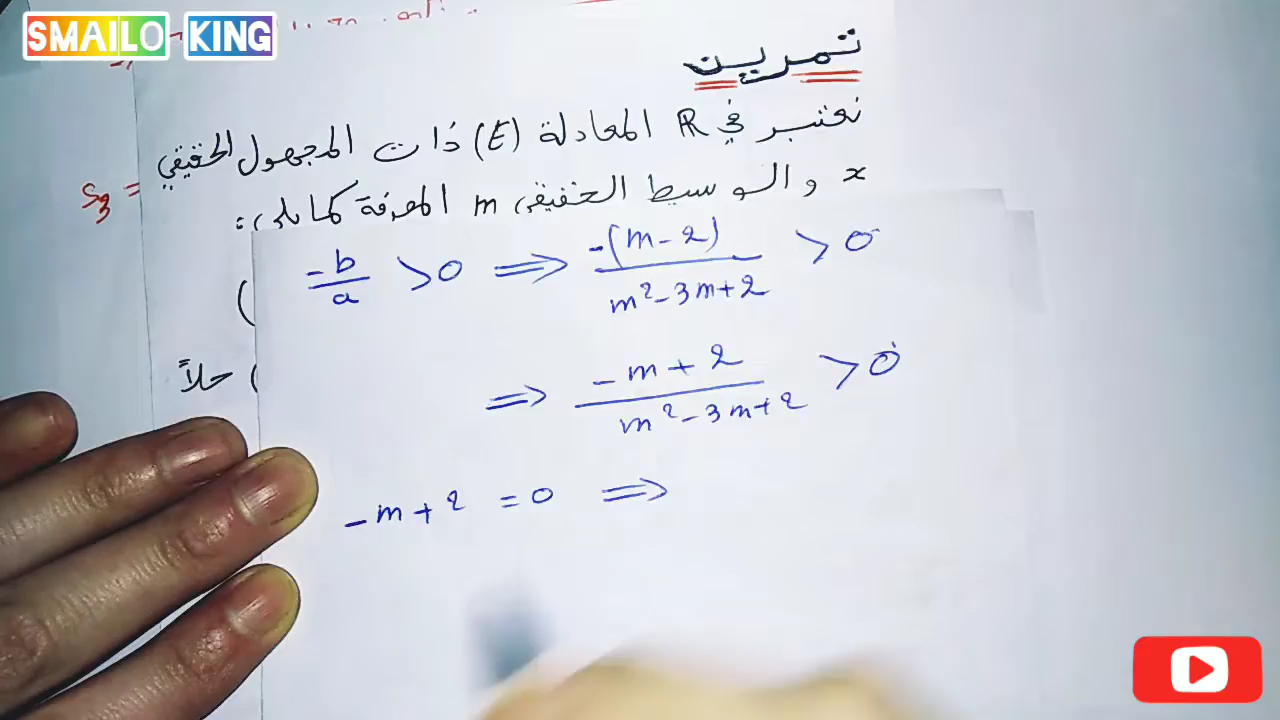 SMAILO KING
تمرين
نعتبر في ℝ المعادلة (E) ذات المجهول الحقيقي
x والوسيط الحقيقي m المعرفة كما يلي:
S₃ =
-b/a > 0 ⟹ -(m-2)/(m²-3m+2) > 0
(
) حلاً
⟹ (-m+2)/(m²-3m+2) > 0
-m+2 = 0 ⟹